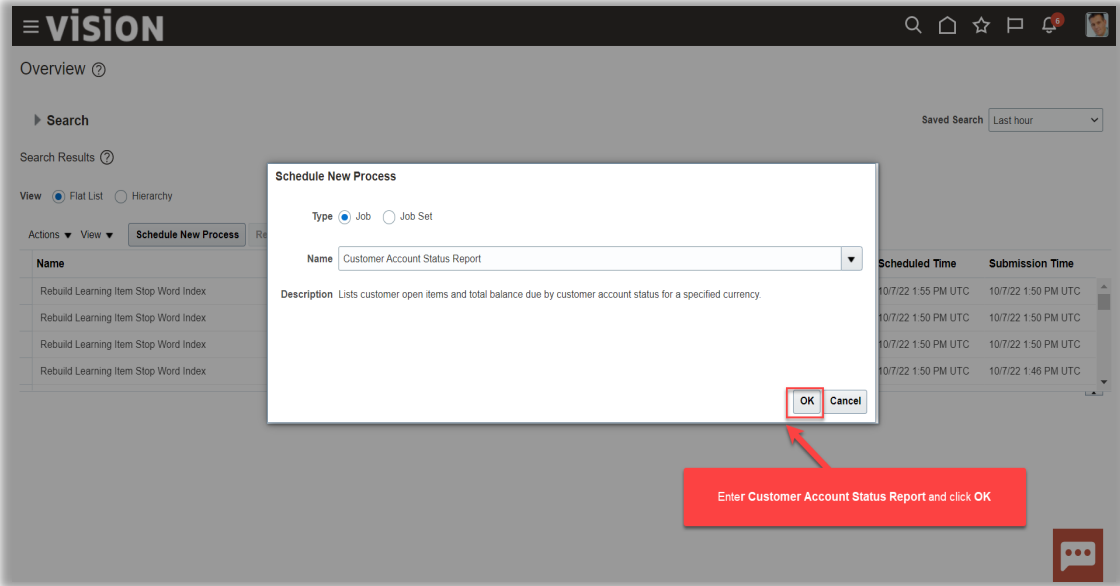 vision
6
Overview ?
Search
Saved Search Last hour
Search Results ?
View Flat List Hierarchy
Schedule New Process
Type Job Job Set
Actions View Schedule New Process Re
Name Customer Account Status Report
Name Scheduled Time Submission Time
Description Lists customer open items and total balance due by customer account status for a specified currency.
Rebuild Learning Item Stop Word Index 10/7/22 1:55 PM UTC 10/7/22 1:50 PM UTC
Rebuild Learning Item Stop Word Index 10/7/22 1:50 PM UTC 10/7/22 1:50 PM UTC
Rebuild Learning Item Stop Word Index 10/7/22 1:50 PM UTC 10/7/22 1:50 PM UTC
Rebuild Learning Item Stop Word Index 10/7/22 1:50 PM UTC 10/7/22 1:46 PM UTC
OK Cancel
Enter Customer Account Status Report and click OK